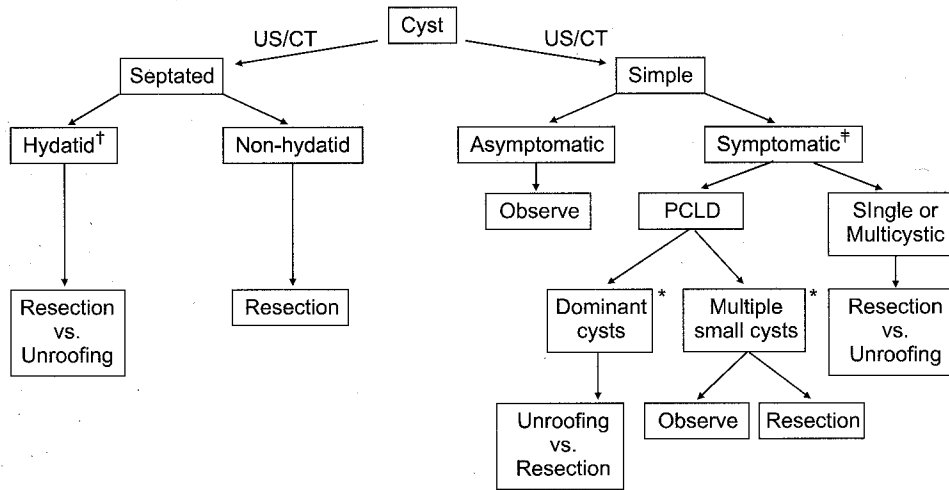 Cyst
US/CT
US/CT
Septated
Simple
Hydatid†
Non-hydatid
Asymptomatic
Symptomatic‡
Observe
PCLD
SIngle or
Multicystic
Resection
vs.
Unroofing
Resection
Dominant
cysts
*
Multiple
small cysts
*
Resection
vs.
Unroofing
Unroofing
vs.
Resection
Observe
Resection